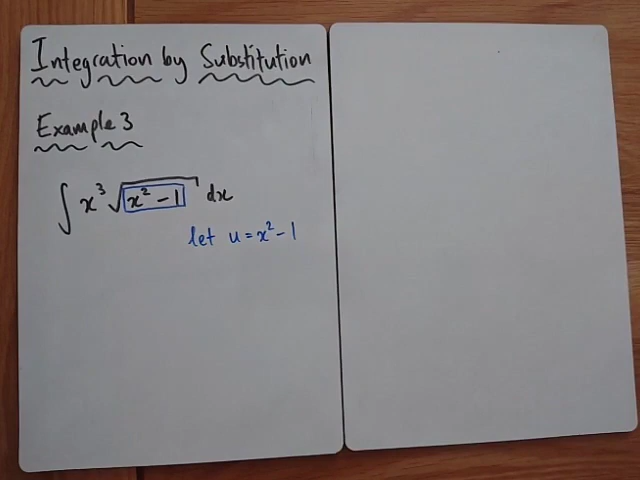 Integration by Substitution
Example 3
∫ x³ √(x² - 1) dx
let u = x² - 1